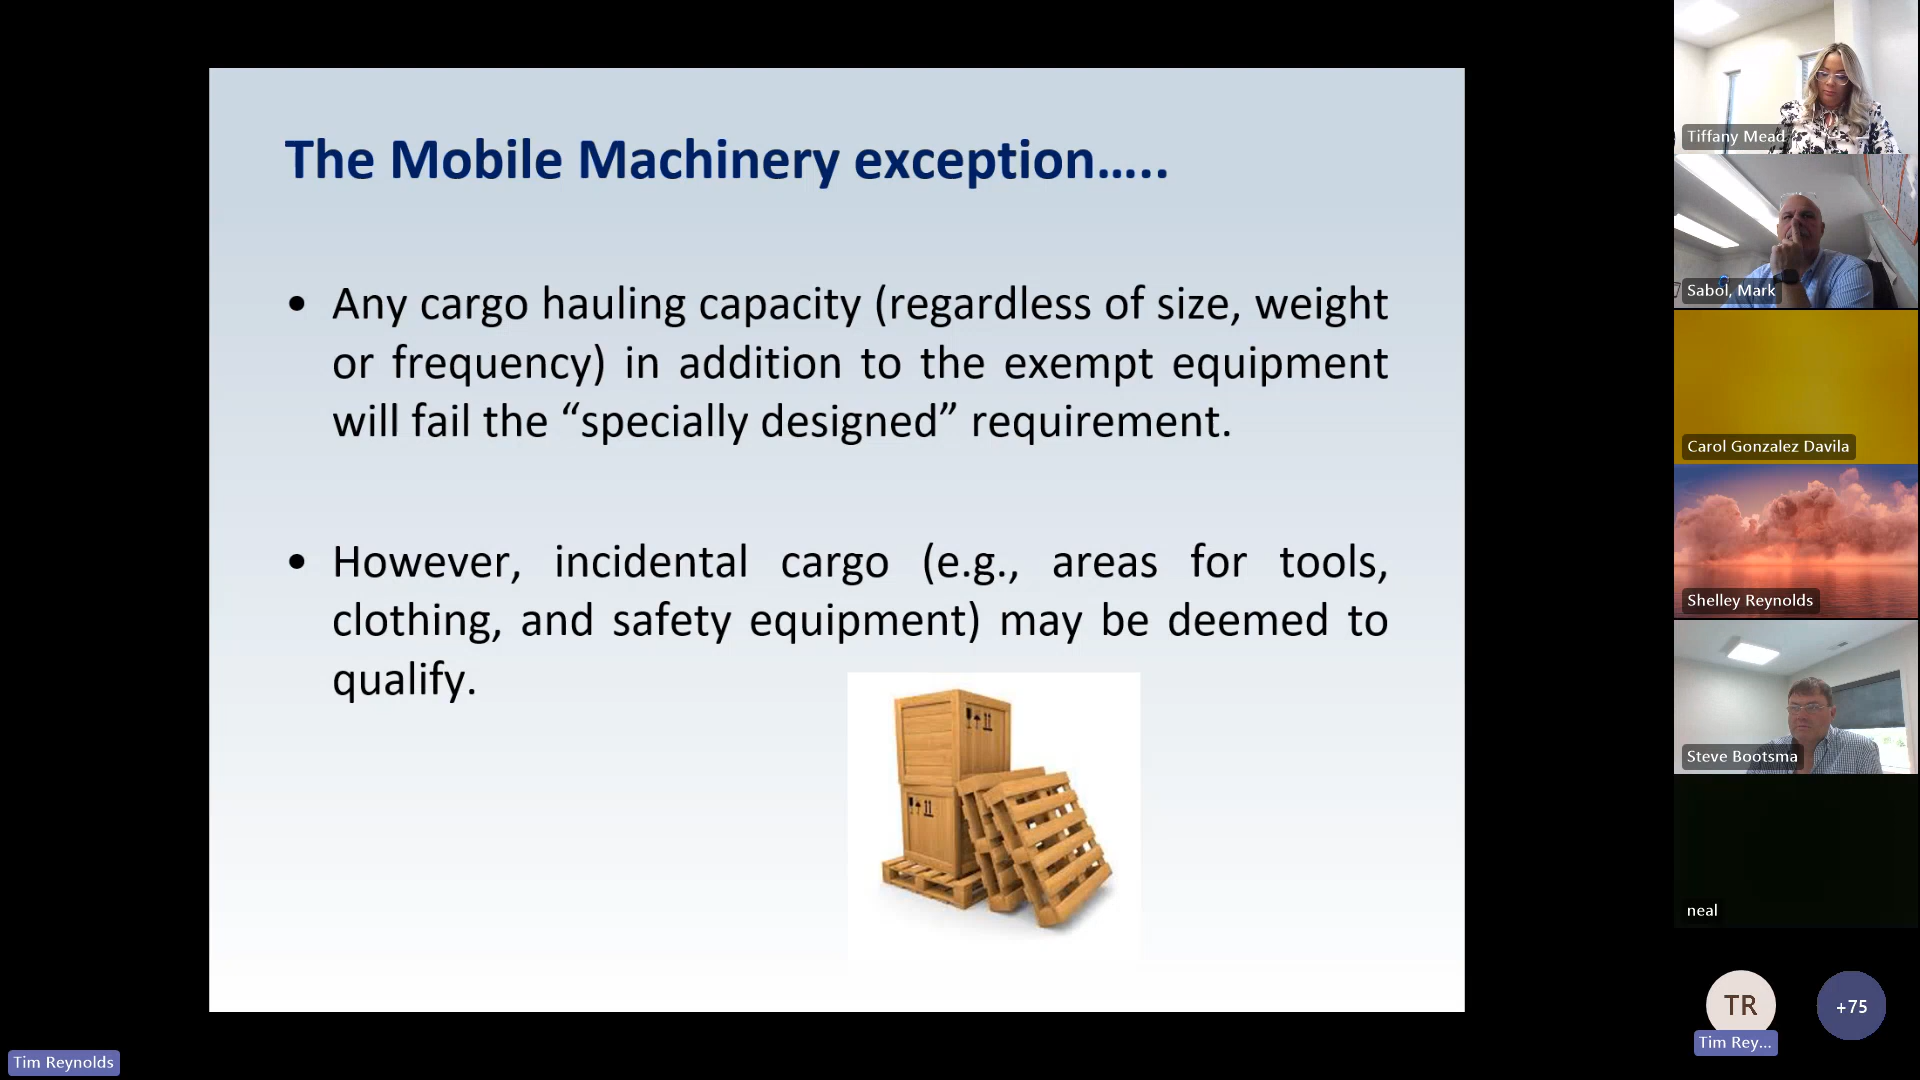 The Mobile Machinery exception…..
• Any cargo hauling capacity (regardless of size, weight
or frequency) in addition to the exempt equipment
will fail the “specially designed” requirement.
• However, incidental cargo (e.g., areas for tools,
clothing, and safety equipment) may be deemed to
qualify.
Tiffany Mead
Sabol, Mark
Carol Gonzalez Davila
Shelley Reynolds
Steve Bootsma
neal
TR
+75
Tim Rey...
Tim Reynolds